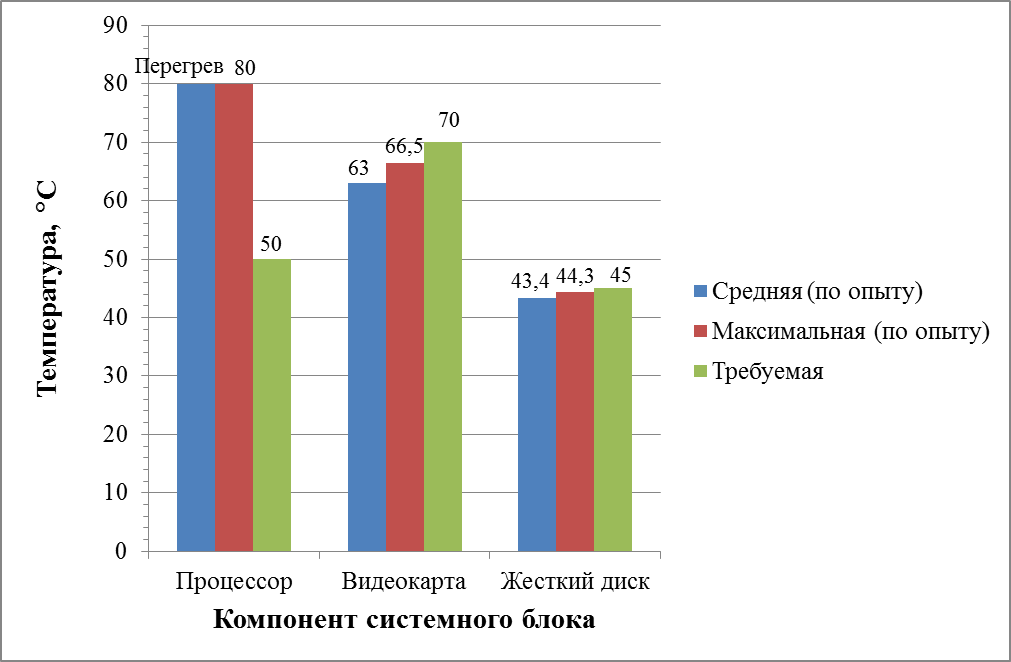 90
80
70
60
50
40
30
20
10
0
Температура, °С
Перегрев
80
50
63
66,5
70
43,4
44,3
45
Процессор
Видеокарта
Жесткий диск
Компонент системного блока
Средняя (по опыту)
Максимальная (по опыту)
Требуемая